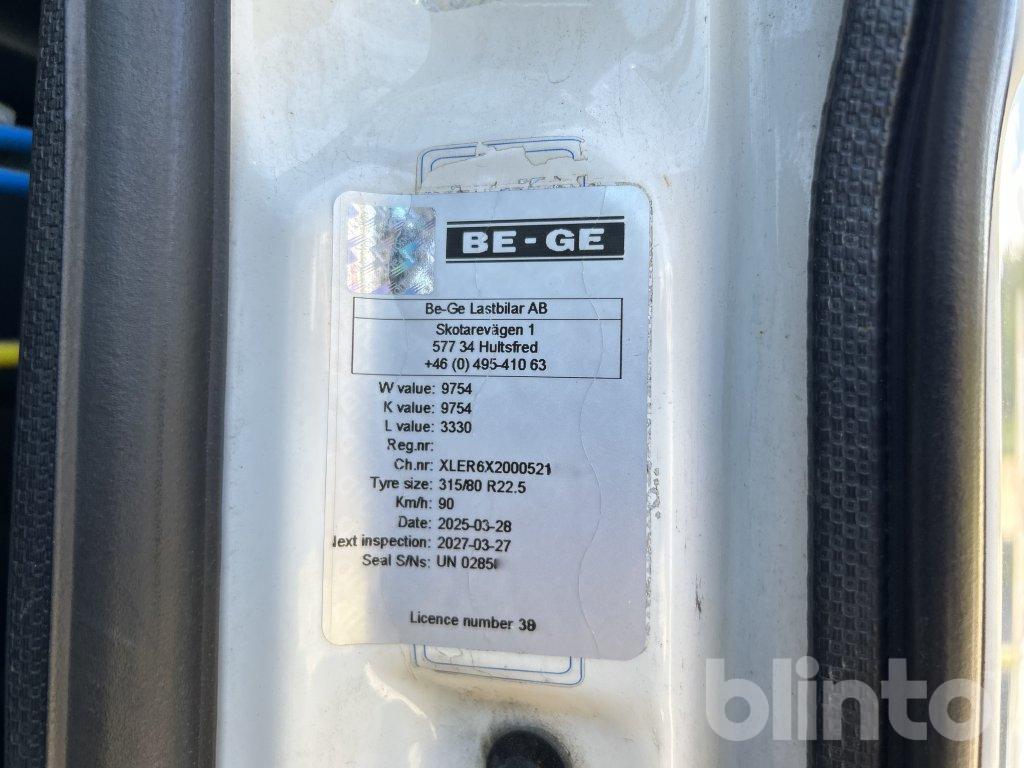 BE-GE
Be-Ge Lastbilar AB
Skotarevägen 1
577 34 Hultsfred
+46 (0) 495-410 63
W value: 9754
K value: 9754
L value: 3330
Reg.nr:
Ch.nr: XLER6X2000521
Tyre size: 315/80 R22.5
Km/h: 90
Date: 2025-03-28
Next inspection: 2027-03-27
Seal S/Ns: UN
Licence number
blinto